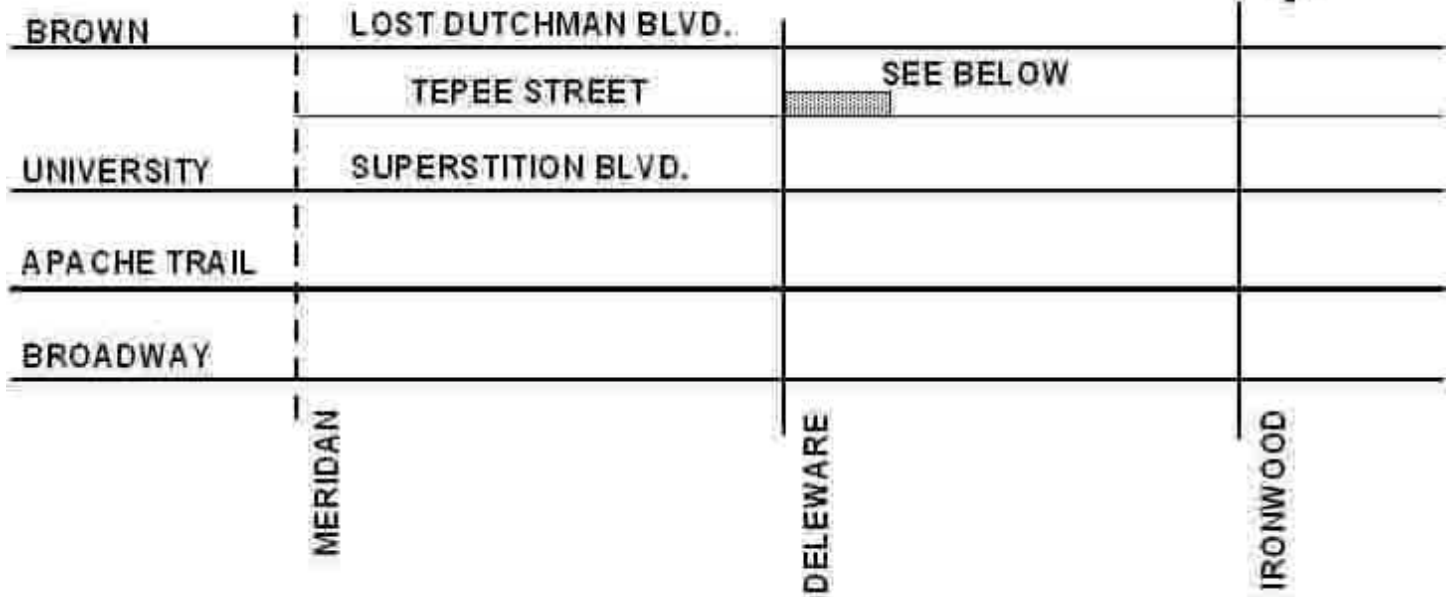 BROWN
LOST DUTCHMAN BLVD.
TEPEE STREET
SEE BELOW
UNIVERSITY
SUPERSTITION BLVD.
APACHE TRAIL
BROADWAY
MERIDAN
DELEWARE
IRONWOOD